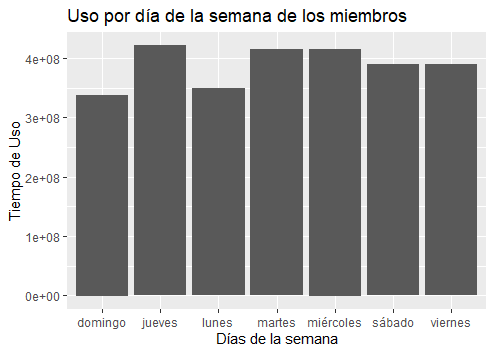 Uso por día de la semana de los miembros
Tiempo de Uso
4e+08
3e+08
2e+08
1e+08
0e+00
domingo jueves lunes martes miércoles sábado viernes
Días de la semana